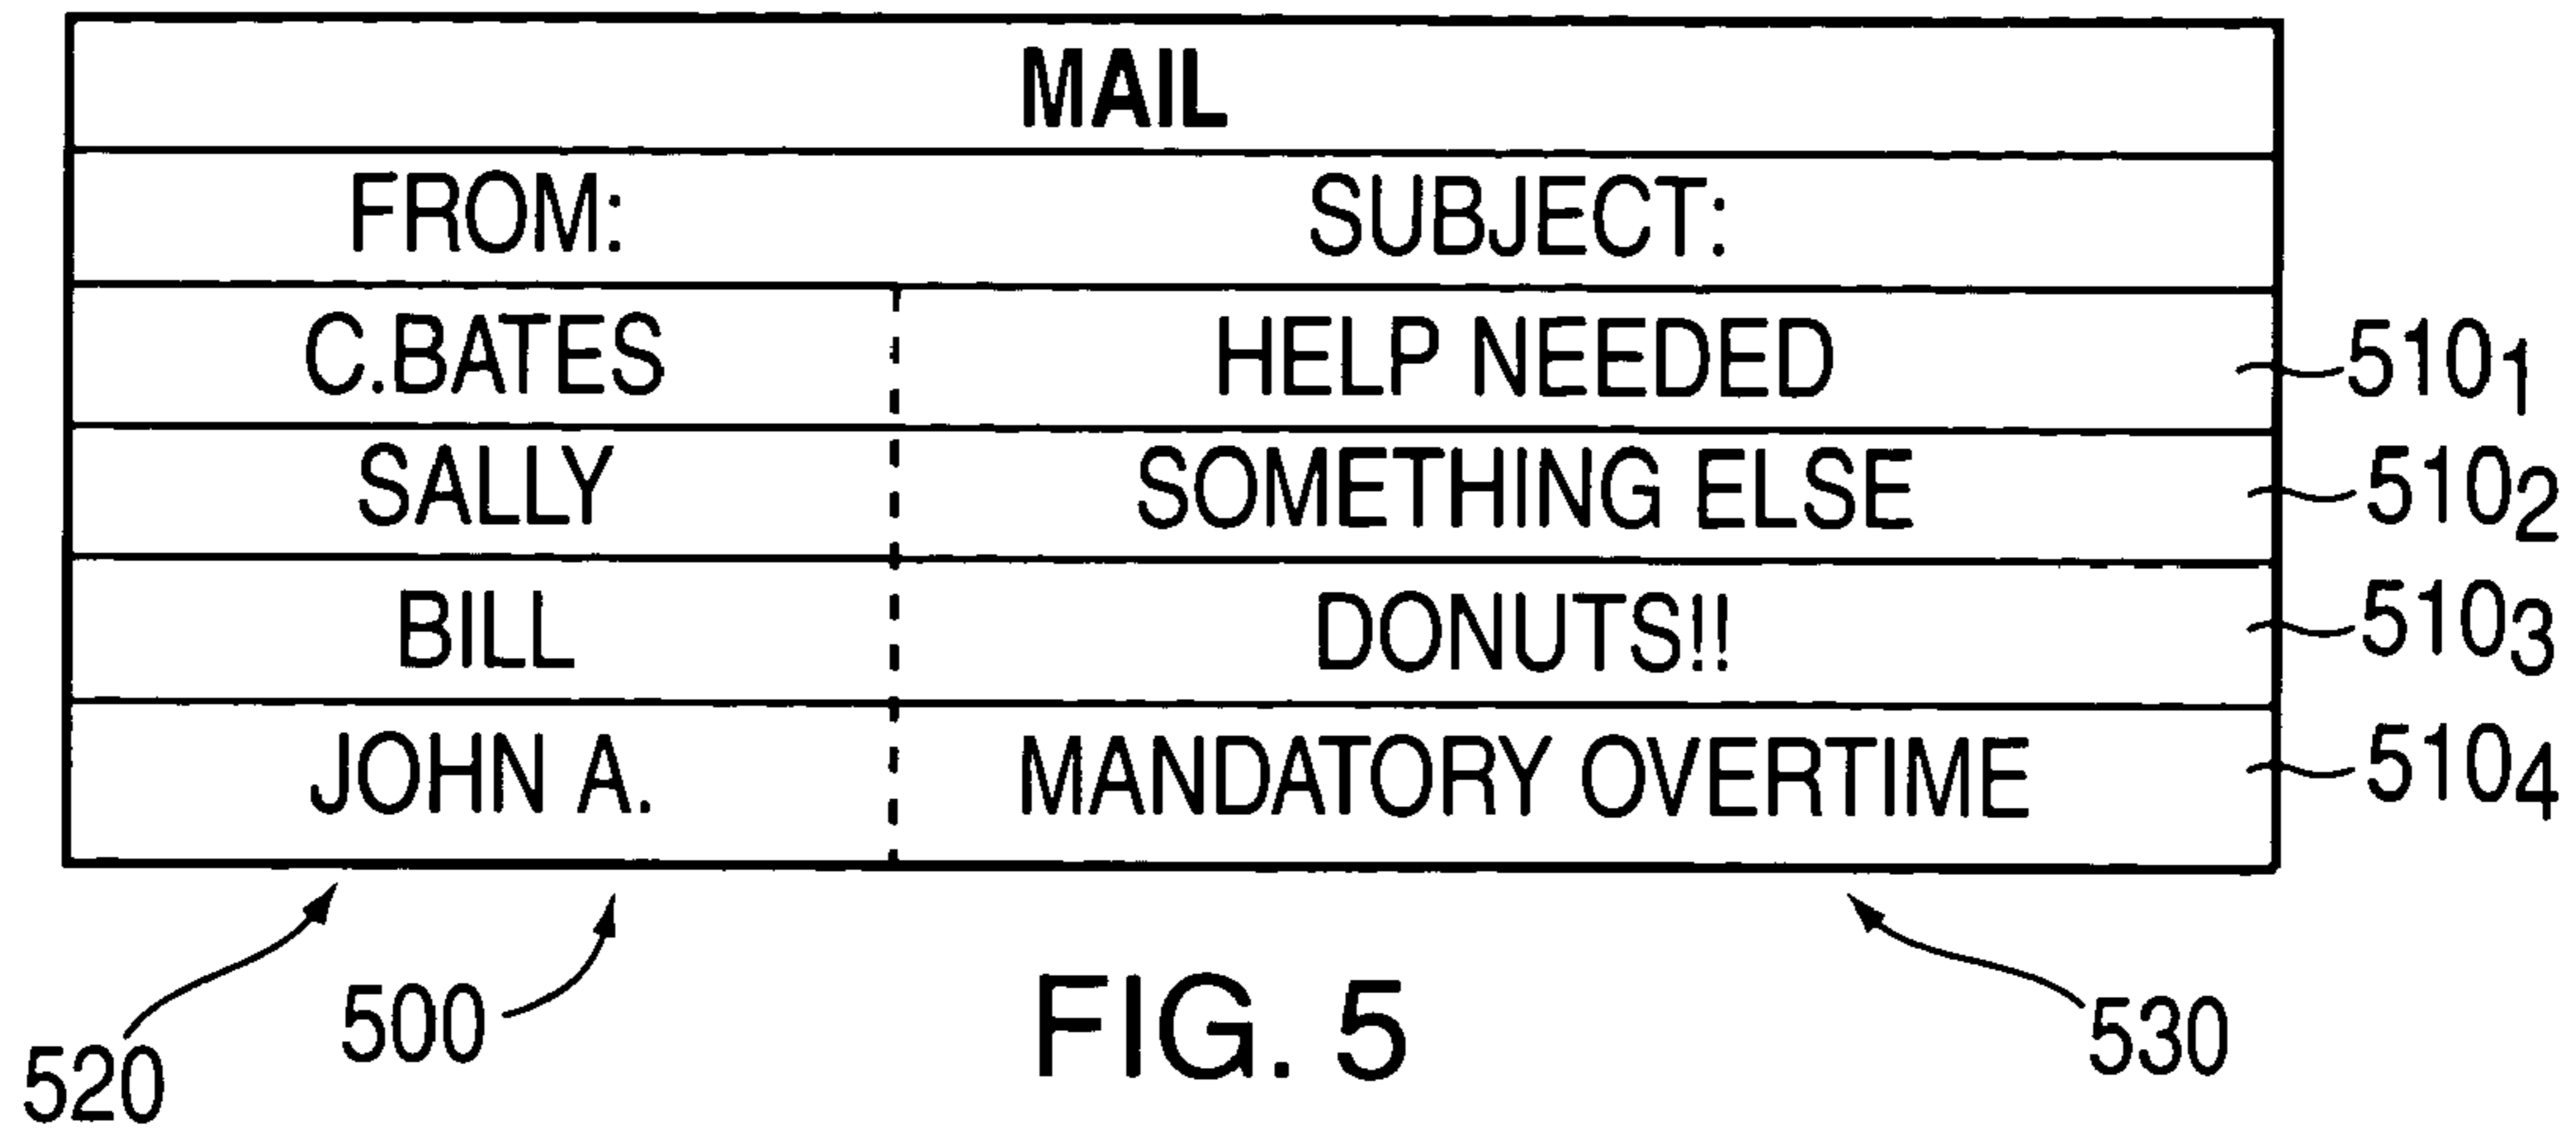 MAIL
FROM: SUBJECT:
C.BATES HELP NEEDED 510₁
SALLY SOMETHING ELSE 510₂
BILL DONUTS!! 510₃
JOHN A. MANDATORY OVERTIME 510₄
520 500 FIG. 5 530